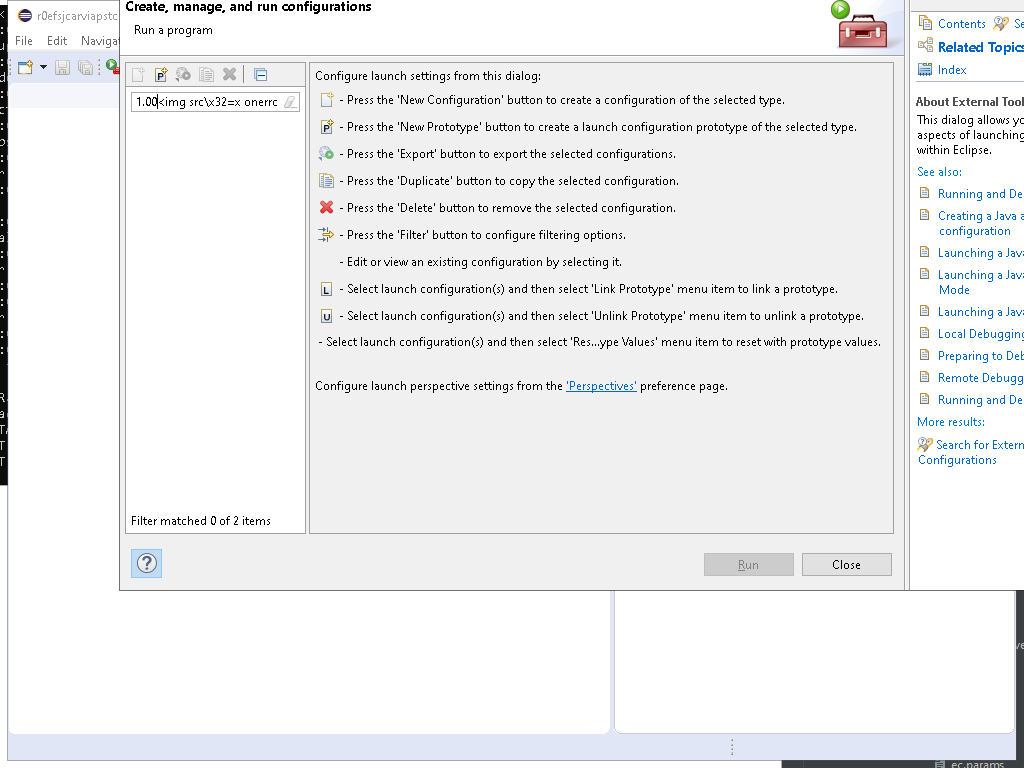 Create, manage, and run configurations
Run a program
r0efsjcarviapstc
File Edit Naviga
1.00<img src\x32=x onerrc
Filter matched 0 of 2 items
Configure launch settings from this dialog:
- Press the 'New Configuration' button to create a configuration of the selected type.
- Press the 'New Prototype' button to create a launch configuration prototype of the selected type.
- Press the 'Export' button to export the selected configurations.
- Press the 'Duplicate' button to copy the selected configuration.
- Press the 'Delete' button to remove the selected configuration.
- Press the 'Filter' button to configure filtering options.
- Edit or view an existing configuration by selecting it.
- Select launch configuration(s) and then select 'Link Prototype' menu item to link a prototype.
- Select launch configuration(s) and then select 'Unlink Prototype' menu item to unlink a prototype.
- Select launch configuration(s) and then select 'Res...ype Values' menu item to reset with prototype values.
Configure launch perspective settings from the 'Perspectives' preference page.
Run
Close
Contents Se
Related Topics
Index
About External Tool
This dialog allows yo
aspects of launching
within Eclipse.
See also:
Running and De
Creating a Java a
configuration
Launching a Jav
Launching a Java
Mode
Launching a Java
Local Debugging
Preparing to Deb
Remote Debugg
Running and De
More results:
Search for Extern
Configurations
ec.params